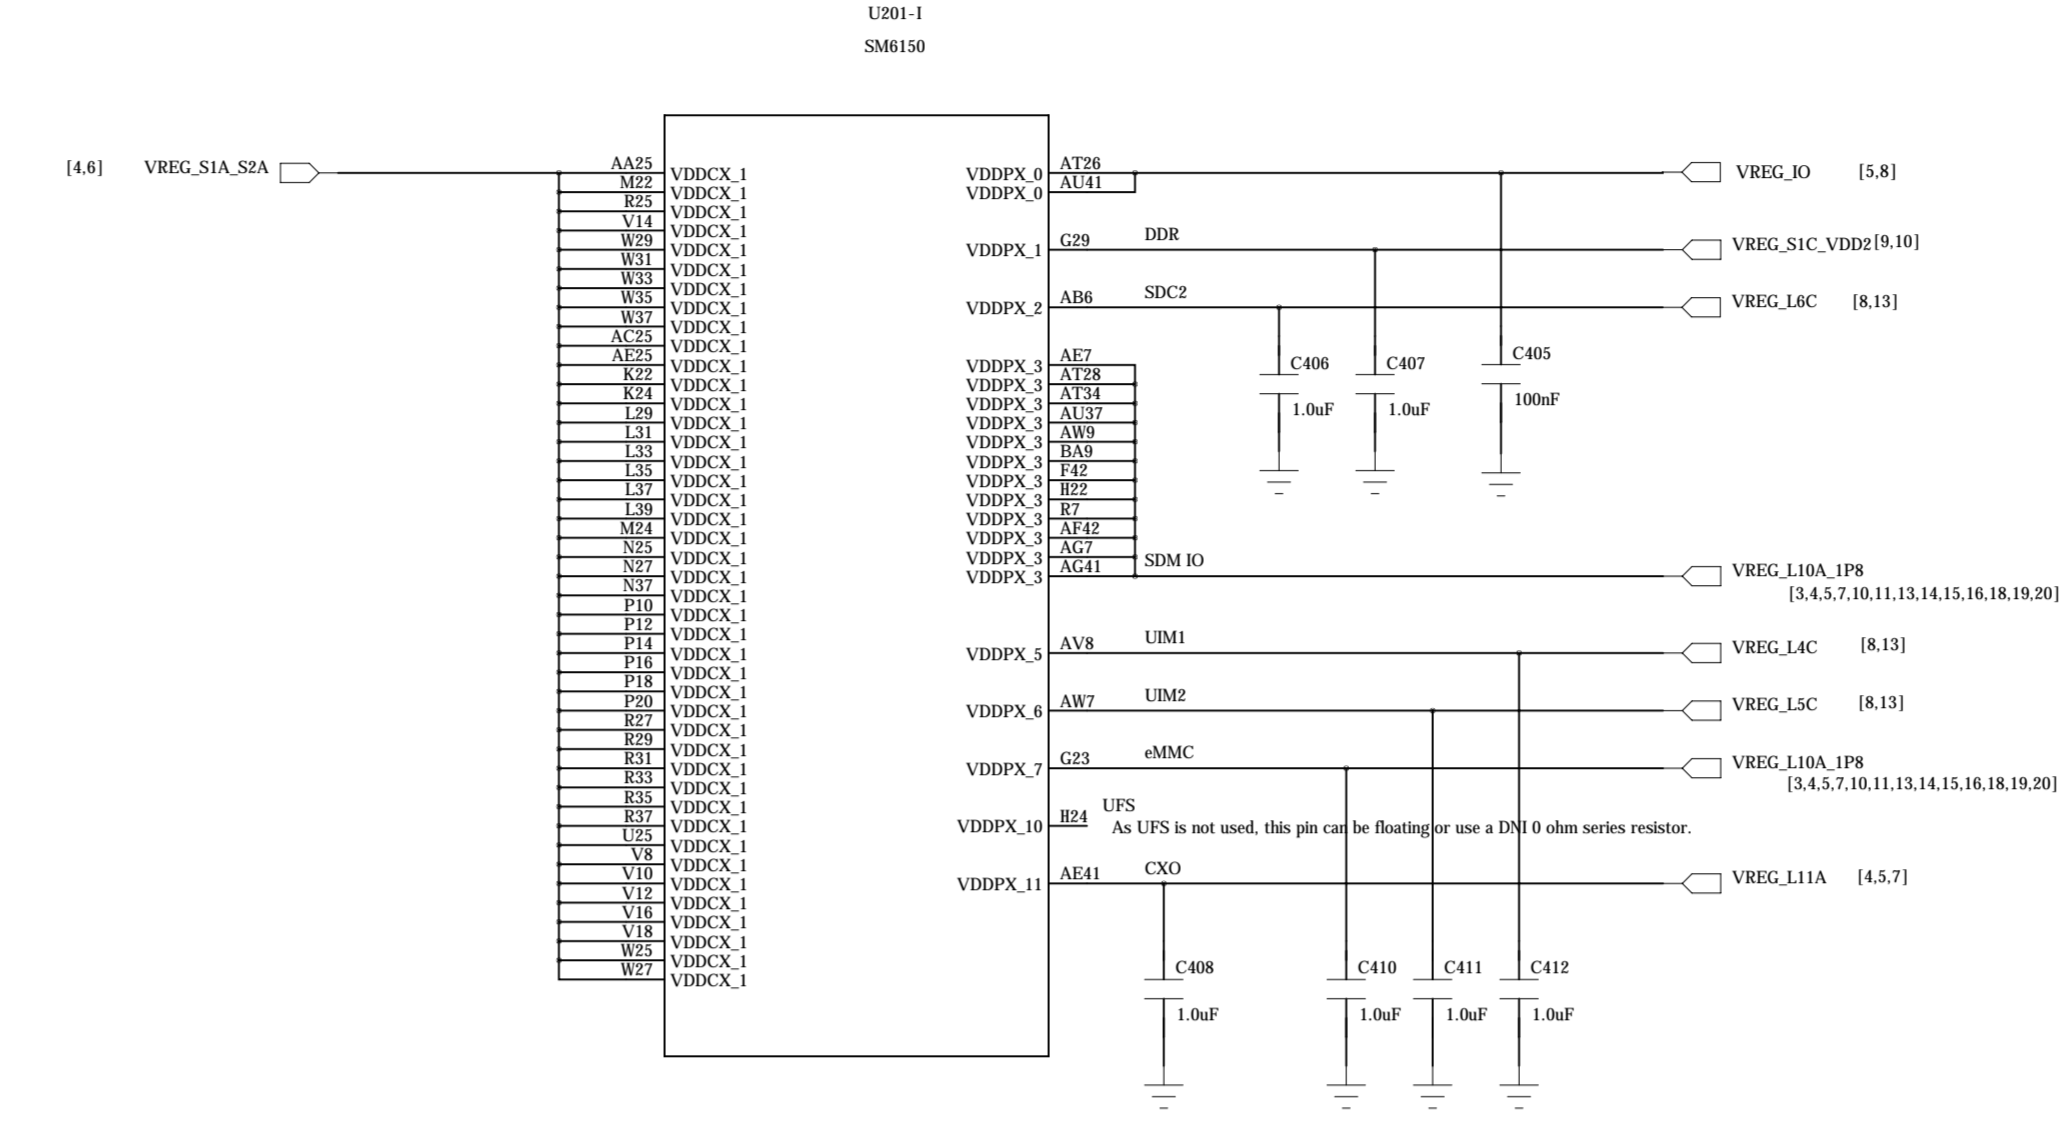 U201-I
SM6150
[4,6] VREG_S1A_S2A
AA25 VDDCX_1
M22 VDDCX_1
R25 VDDCX_1
V14 VDDCX_1
W29 VDDCX_1
W31 VDDCX_1
W33 VDDCX_1
W35 VDDCX_1
W37 VDDCX_1
AC25 VDDCX_1
AE25 VDDCX_1
K22 VDDCX_1
K24 VDDCX_1
L29 VDDCX_1
L31 VDDCX_1
L33 VDDCX_1
L35 VDDCX_1
L37 VDDCX_1
L39 VDDCX_1
M24 VDDCX_1
N25 VDDCX_1
N27 VDDCX_1
N37 VDDCX_1
P10 VDDCX_1
P12 VDDCX_1
P14 VDDCX_1
P16 VDDCX_1
P18 VDDCX_1
P20 VDDCX_1
R27 VDDCX_1
R29 VDDCX_1
R31 VDDCX_1
R33 VDDCX_1
R35 VDDCX_1
R37 VDDCX_1
U25 VDDCX_1
V8 VDDCX_1
V10 VDDCX_1
V12 VDDCX_1
V16 VDDCX_1
V18 VDDCX_1
W25 VDDCX_1
W27 VDDCX_1
VDDPX_0 AT26 VREG_IO [5,8]
VDDPX_0 AU41
VDDPX_1 G29 DDR VREG_S1C_VDD2 [9,10]
VDDPX_2 AB6 SDC2 VREG_L6C [8,13]
C406 1.0uF
C407 1.0uF
C405 100nF
VDDPX_3 AE7
VDDPX_3 AT28
VDDPX_3 AT34
VDDPX_3 AU37
VDDPX_3 AW9
VDDPX_3 BA9
VDDPX_3 F42
VDDPX_3 H22
VDDPX_3 R7
VDDPX_3 AF42
VDDPX_3 AG7
VDDPX_3 AG41 SDM IO VREG_L10A_1P8
[3,4,5,7,10,11,13,14,15,16,18,19,20]
VDDPX_5 AV8 UIM1 VREG_L4C [8,13]
VDDPX_6 AW7 UIM2 VREG_L5C [8,13]
VDDPX_7 G23 eMMC VREG_L10A_1P8
[3,4,5,7,10,11,13,14,15,16,18,19,20]
VDDPX_10 H24 UFS
As UFS is not used, this pin can be floating or use a DNI 0 ohm series resistor.
VDDPX_11 AE41 CXO VREG_L11A [4,5,7]
C408 1.0uF
C410 1.0uF
C411 1.0uF
C412 1.0uF